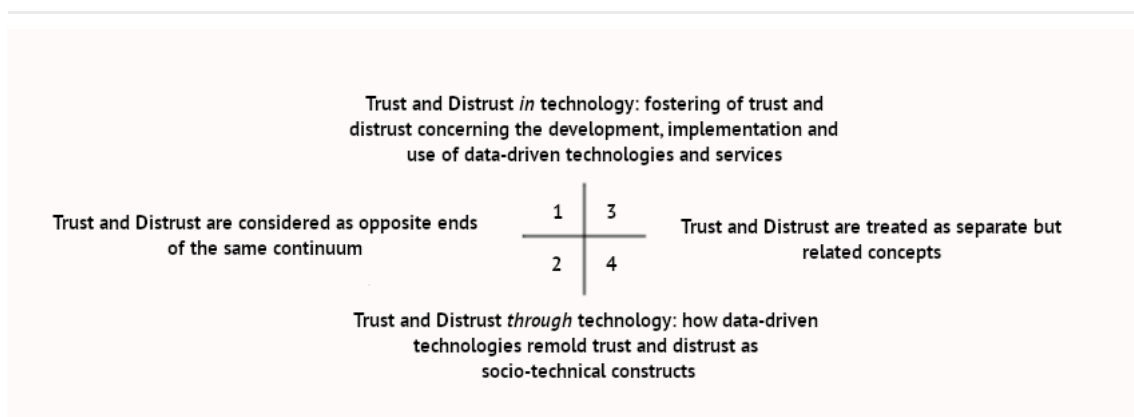 Trust and Distrust in technology: fostering of trust and
distrust concerning the development, implementation and
use of data-driven technologies and services
Trust and Distrust are considered as opposite ends
of the same continuum
1 3
2 4
Trust and Distrust are treated as separate but
related concepts
Trust and Distrust through technology: how data-driven
technologies remold trust and distrust as
socio-technical constructs